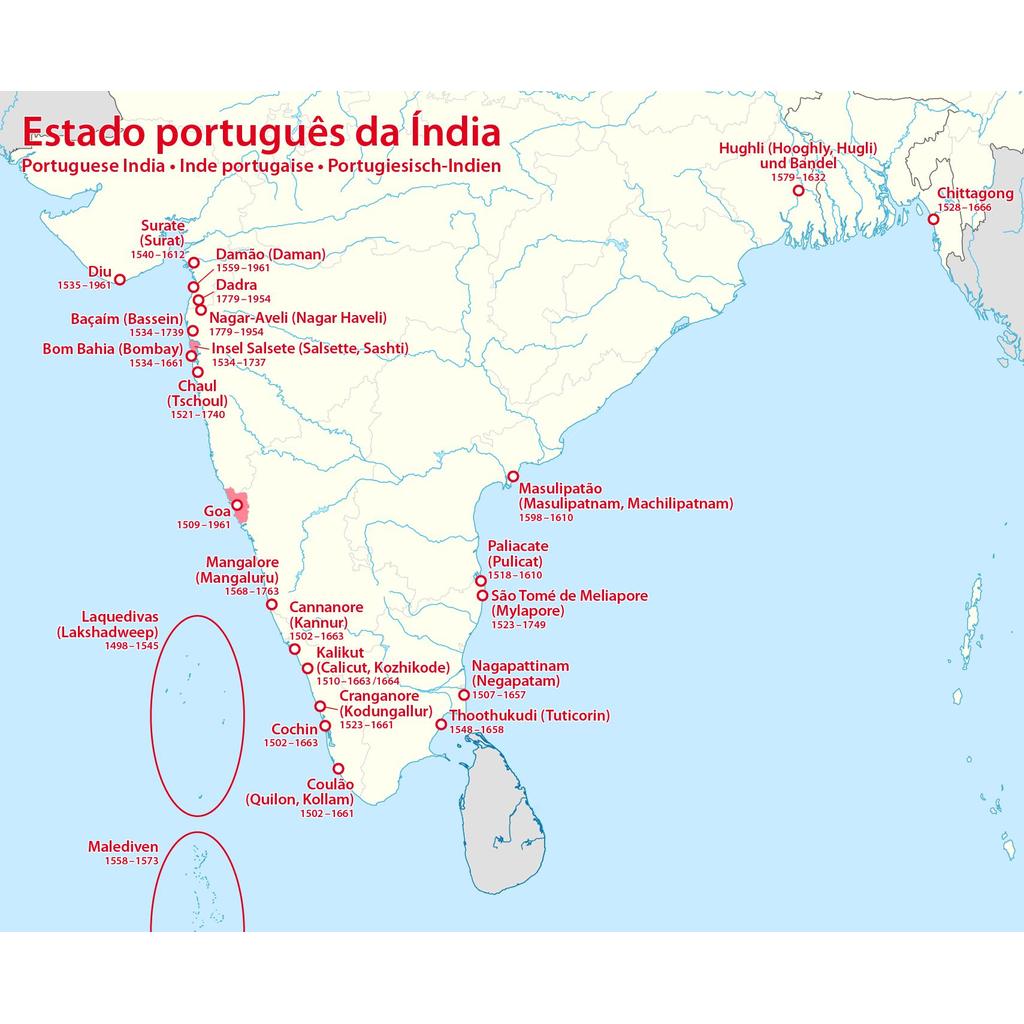 Estado português da Índia
Portuguese India • Inde portugaise • Portugiesisch-Indien
Hughli (Hooghly, Hugli)
und Bandel
1579–1632
Chittagong
1528–1666
Surate
(Surat)
1540–1612
Damão (Daman)
1559–1961
Diu
1535–1961
Dadra
1779–1954
Baçaím (Bassein)
1534–1739
Nagar-Aveli (Nagar Haveli)
1779–1954
Bom Bahia (Bombay)
1534–1661
Insel Salsete (Salsette, Sashti)
1534–1737
Chaul
(Tschoul)
1521–1740
Masulipatão
(Masulipatnam, Machilipatnam)
1598–1610
Goa
1509–1961
Paliacate
(Pulicat)
1518–1610
Mangalore
(Mangaluru)
1568–1763
São Tomé de Meliapore
(Mylapore)
1523–1749
Cannanore
(Kannur)
1502–1663
Laquedivas
(Lakshadweep)
1498–1545
Kalikut
(Calicut, Kozhikode)
1510–1663/1664
Nagapattinam
(Negapatam)
1507–1657
Cranganore
(Kodungallur)
1523–1661
Thoothukudi (Tuticorin)
1548–1658
Cochin
1502–1663
Coulão
(Quilon, Kollam)
1502–1661
Malediven
1558–1573